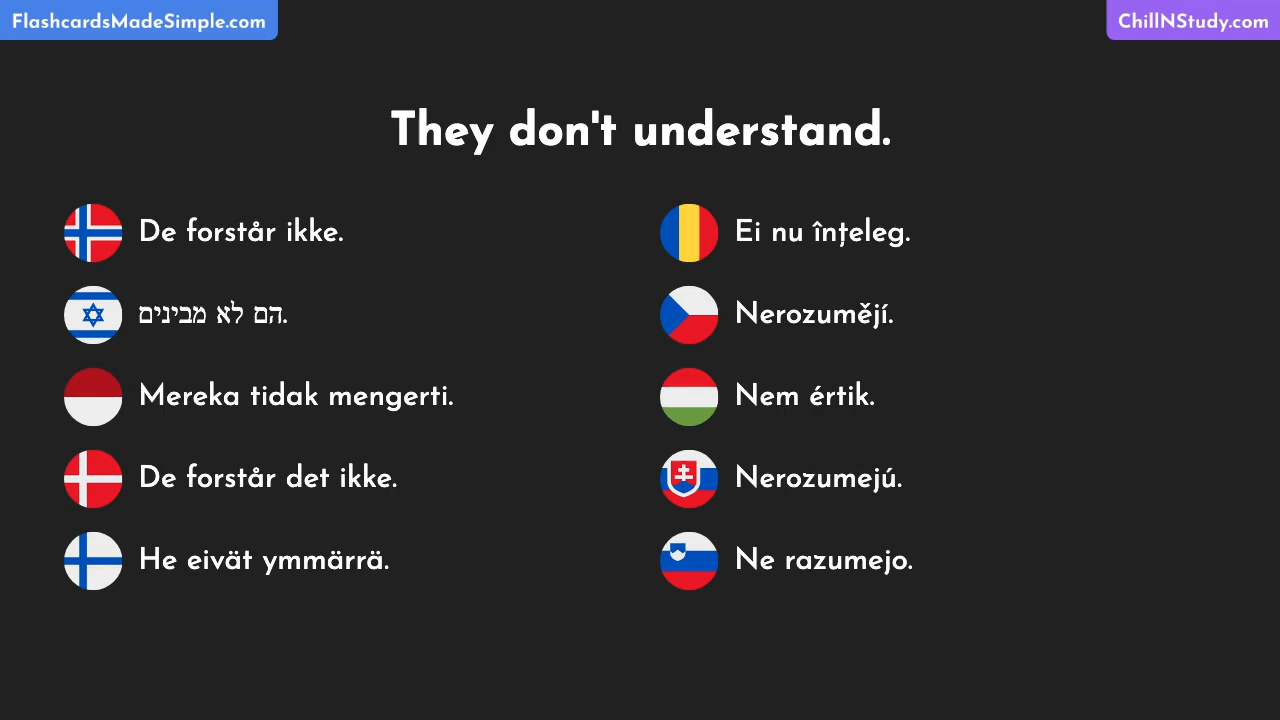 FlashcardsMadeSimple.com
ChillNStudy.com
They don't understand.
De forstår ikke.
הם לא מבינים.
Mereka tidak mengerti.
De forstår det ikke.
He eivät ymmärrä.
Ei nu înțeleg.
Nerozumějí.
Nem értik.
Nerozumejú.
Ne razumejo.